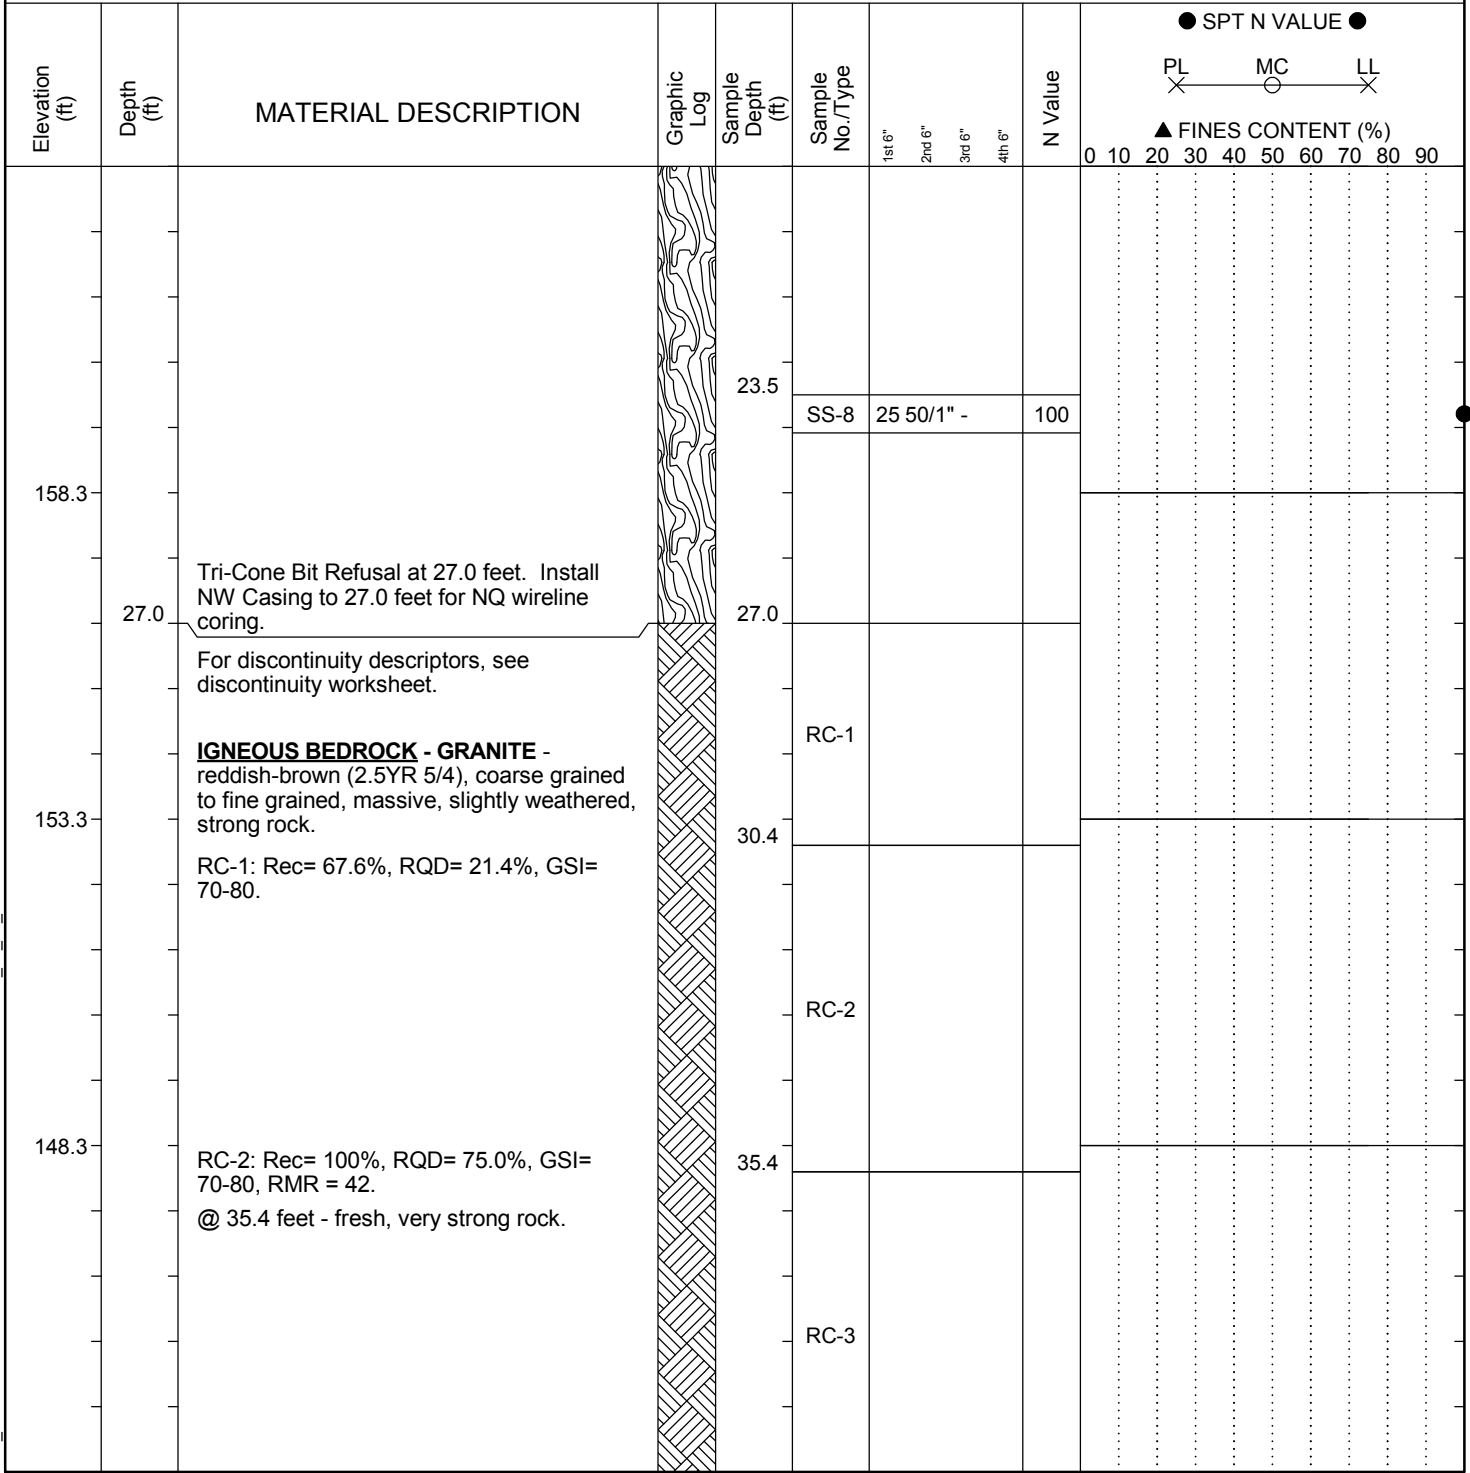 Elevation
(ft)
Depth
(ft)
MATERIAL DESCRIPTION
Graphic
Log
Sample
Depth
(ft)
Sample
No./Type
1st 6"
2nd 6"
3rd 6"
4th 6"
N Value
● SPT N VALUE ●
PL MC LL
▲ FINES CONTENT (%)
0 10 20 30 40 50 60 70 80 90
23.5
SS-8 25 50/1" - 100
158.3
Tri-Cone Bit Refusal at 27.0 feet. Install
NW Casing to 27.0 feet for NQ wireline
coring.
27.0
27.0
For discontinuity descriptors, see
discontinuity worksheet.
RC-1
IGNEOUS BEDROCK - GRANITE -
reddish-brown (2.5YR 5/4), coarse grained
to fine grained, massive, slightly weathered,
strong rock.
153.3
30.4
RC-1: Rec= 67.6%, RQD= 21.4%, GSI=
70-80.
RC-2
148.3
RC-2: Rec= 100%, RQD= 75.0%, GSI=
70-80, RMR = 42.
35.4
@ 35.4 feet - fresh, very strong rock.
RC-3